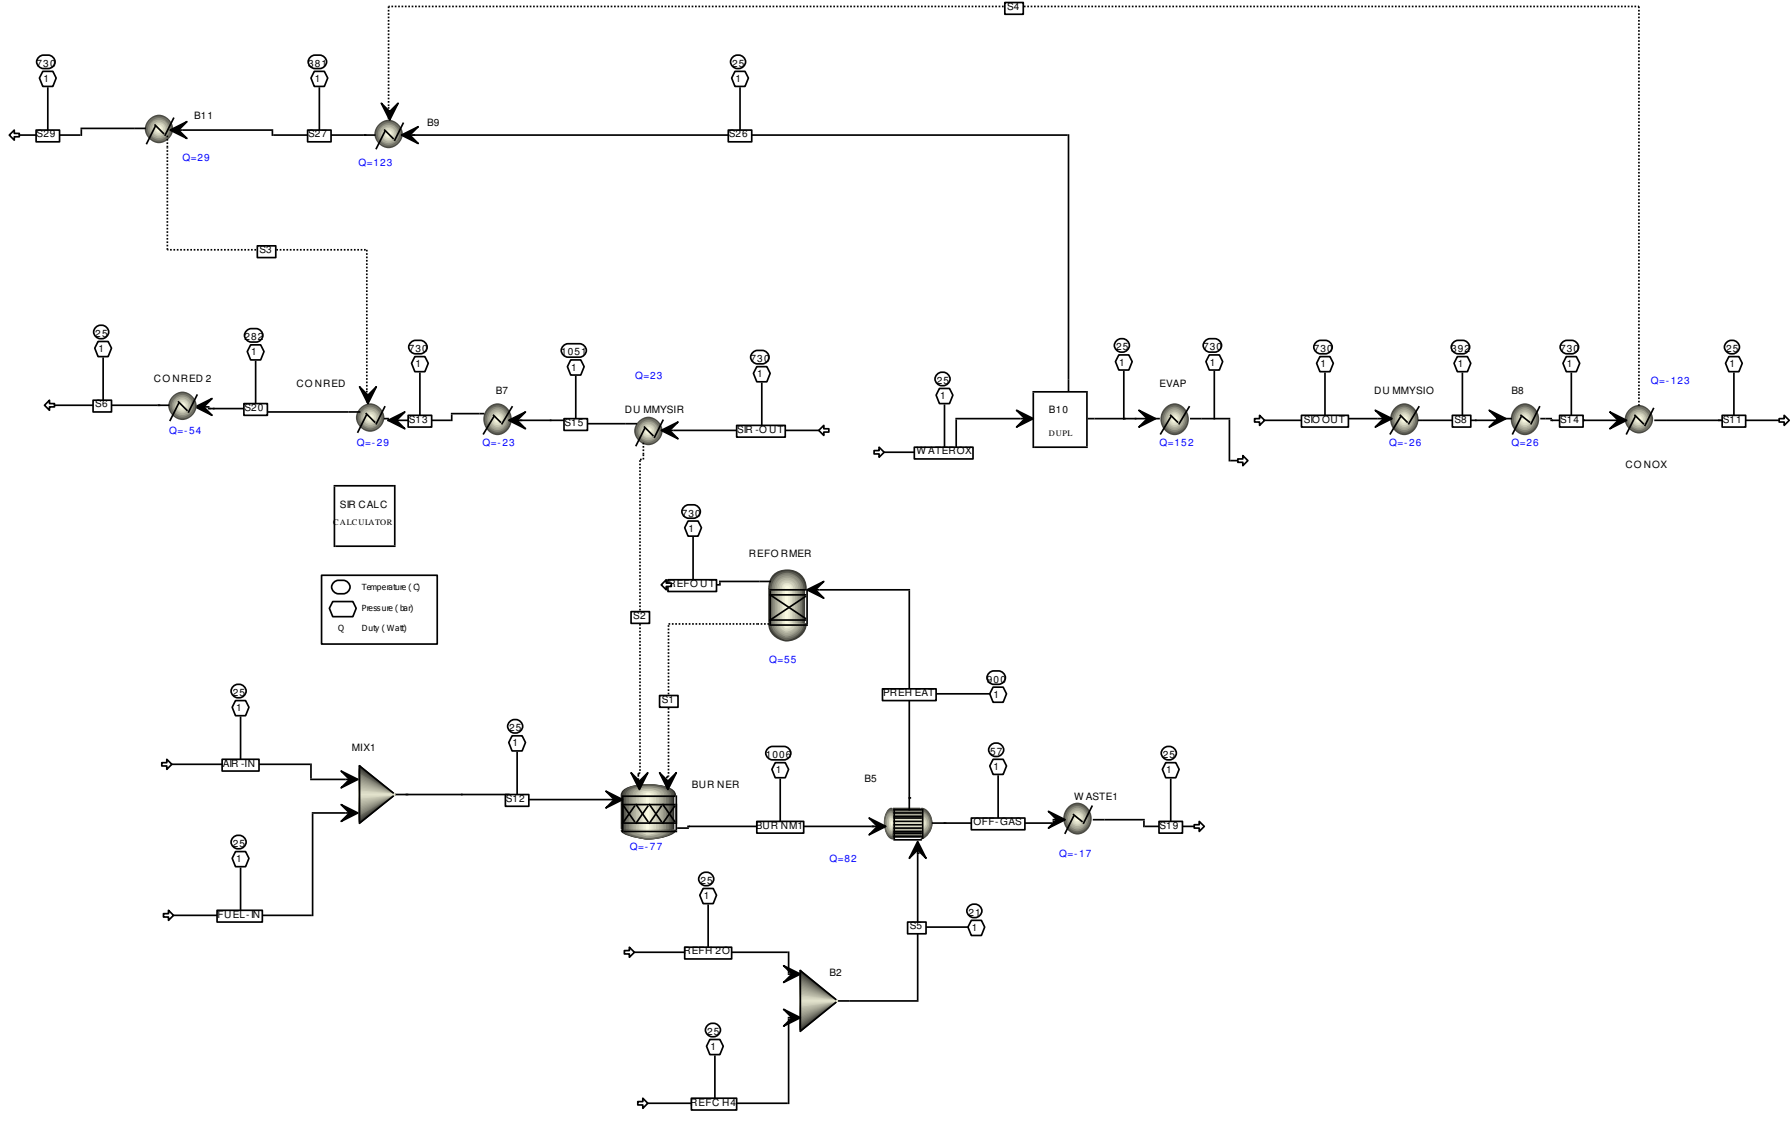 S4
730
1
381
1
25
1
S29
B11
S27
B9
S26
Q=29
Q=123
S3
25
1
282
1
730
1
1051
1
Q=23
730
1
CONRED2
CONRED
B7
DUMMYSIR
S6
S20
S13
S15
SIR-OUT
Q=-54
Q=-29
Q=-23
25
1
WATEROX
B10
DUPL
25
1
730
1
EVAP
Q=152
730
1
392
1
730
1
25
1
DUMMYSIO
B8
Q=-123
SIOOUT
S8
S14
S11
Q=-26
Q=26
CONOX
SIRCALC
CALCULATOR
Temperature (C)
Pressure (bar)
Q Duty (Watt)
730
1
REFORMER
REFOUT
S2
Q=55
S1
PREHEAT
900
1
25
1
MIX1
AIR-IN
25
1
S12
1006
1
BURNER
BURNM1
Q=-77
B5
Q=82
57
1
OFF-GAS
25
1
WASTE1
S19
Q=-17
25
1
FUEL-IN
25
1
S5
21
1
REFH2O
B2
25
1
REFCH4